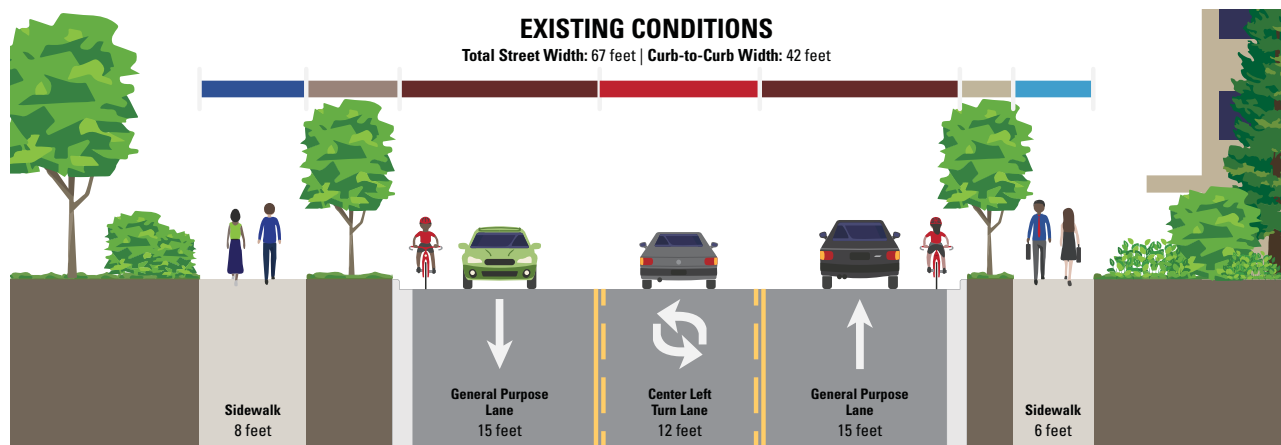 EXISTING CONDITIONS
Total Street Width: 67 feet | Curb-to-Curb Width: 42 feet
Sidewalk
8 feet
General Purpose
Lane
15 feet
Center Left
Turn Lane
12 feet
General Purpose
Lane
15 feet
Sidewalk
6 feet